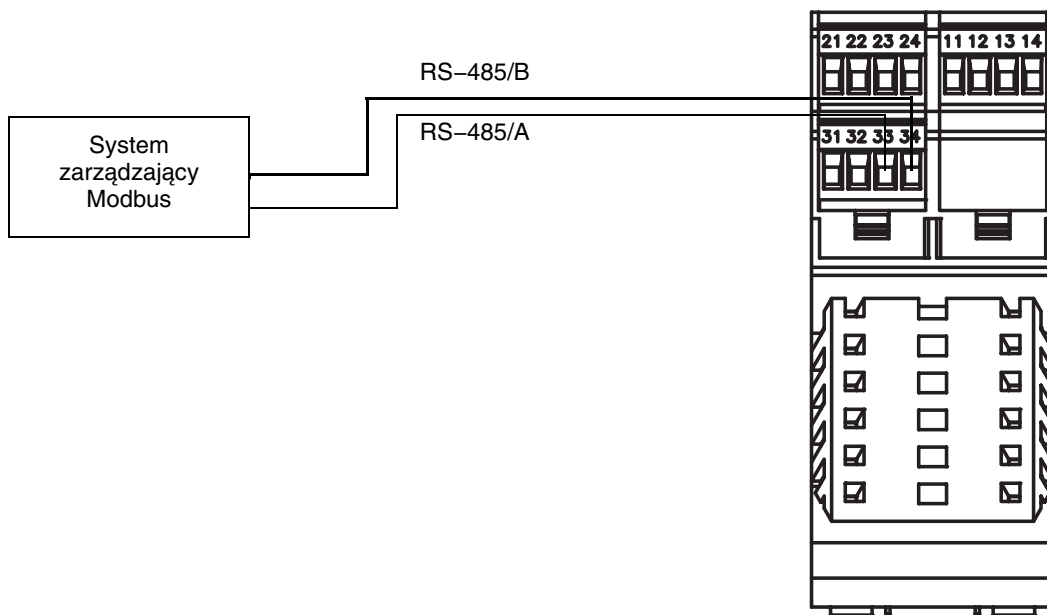 21 22 23 24 11 12 13 14
RS–485/B
RS–485/A
31 32 33 34
System
zarządzający
Modbus